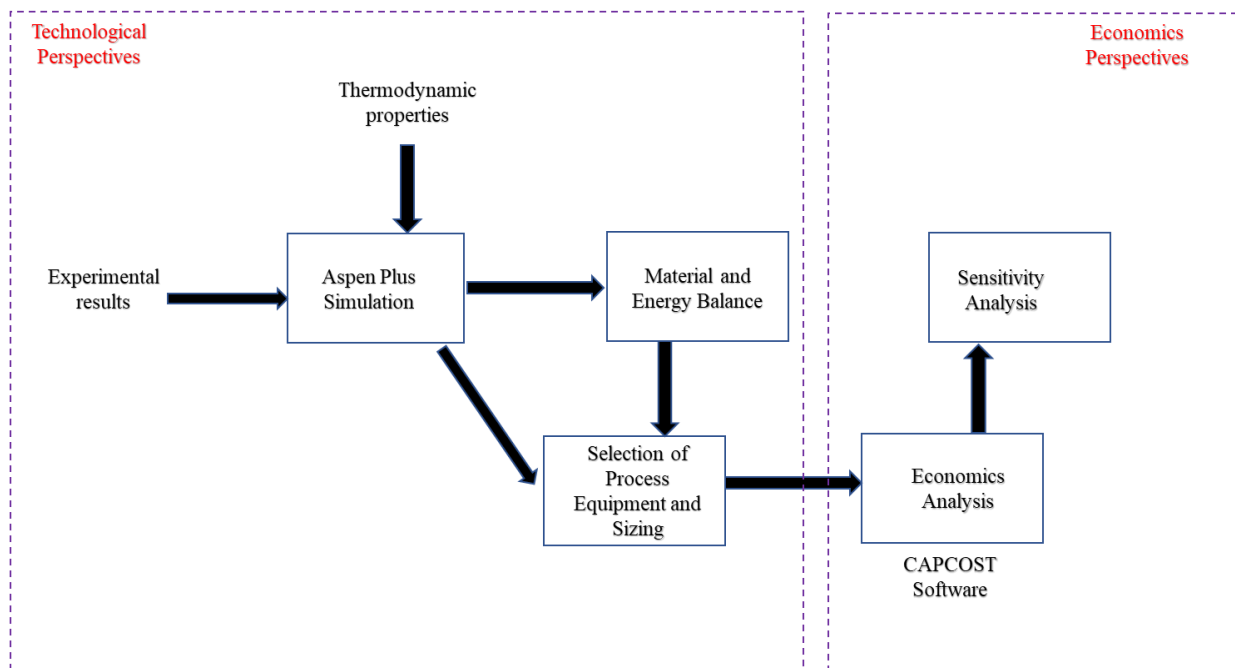 Technological
Perspectives
Economics
Perspectives
Thermodynamic
properties
Experimental
results
Aspen Plus
Simulation
Material and
Energy Balance
Sensitivity
Analysis
Selection of
Process
Equipment and
Sizing
Economics
Analysis
CAPCOST
Software